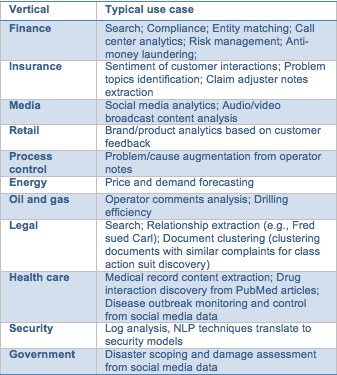 Vertical Typical use case
Finance Search; Compliance; Entity matching; Call
center analytics; Risk management; Anti-
money laundering;
Insurance Sentiment of customer interactions; Problem
topics identification; Claim adjuster notes
extraction
Media Social media analytics; Audio/video
broadcast content analysis
Retail Brand/product analytics based on customer
feedback
Process Problem/cause augmentation from operator
control notes
Energy Price and demand forecasting
Oil and gas Operator comments analysis; Drilling
efficiency
Legal Search; Relationship extraction (e.g., Fred
sued Carl); Document clustering (clustering
documents with similar complaints for class
action suit discovery)
Health care Medical record content extraction; Drug
interaction discovery from PubMed articles;
Disease outbreak monitoring and control
from social media data
Security Log analysis, NLP techniques translate to
security models
Government Disaster scoping and damage assessment
from social media data